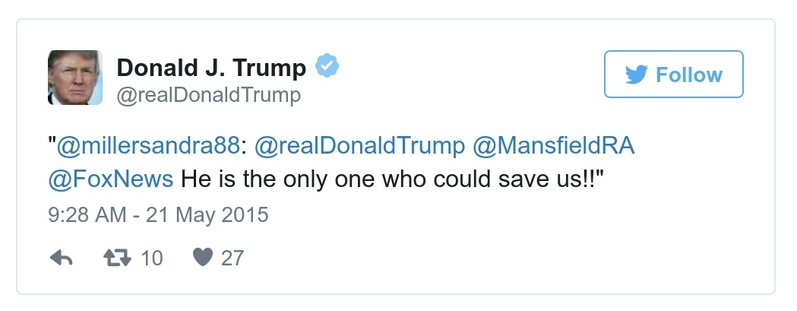 Donald J. Trump
@realDonaldTrump
Follow
"@millersandra88: @realDonaldTrump @MansfieldRA
@FoxNews He is the only one who could save us!!"
9:28 AM - 21 May 2015
10 27